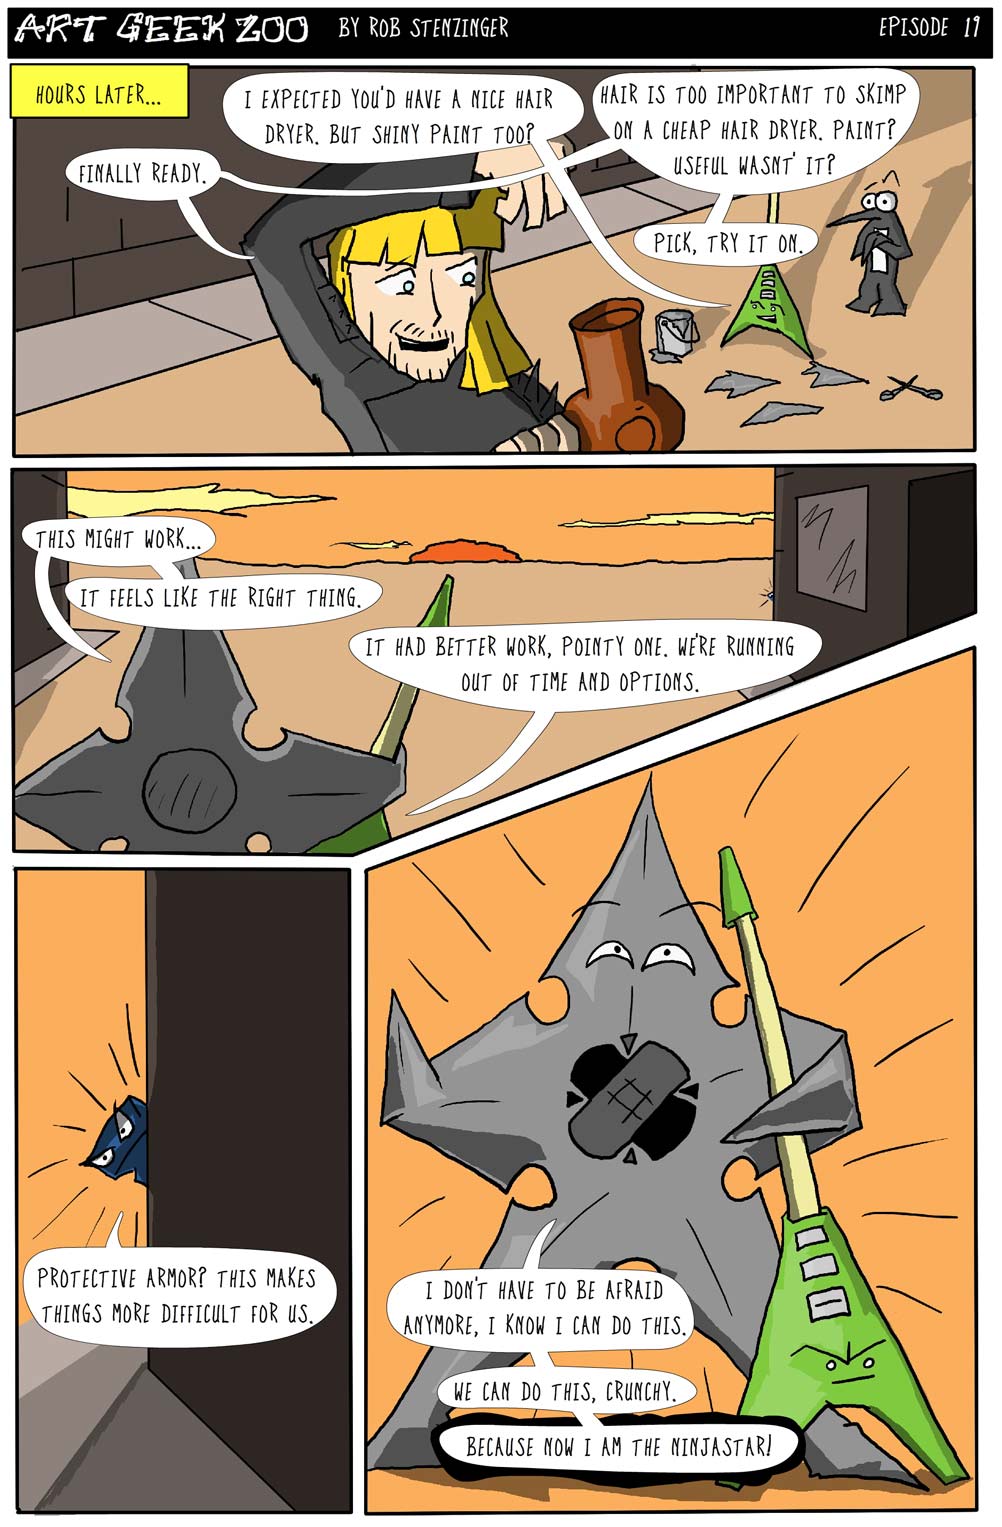 ART GEEK ZOO BY ROB STENZINGER EPISODE 19
HOURS LATER...
FINALLY READY.
I EXPECTED YOU'D HAVE A NICE HAIR
DRYER. BUT SHINY PAINT TOO?
HAIR IS TOO IMPORTANT TO SKIMP
ON A CHEAP HAIR DRYER. PAINT?
USEFUL WASNT' IT?
PICK, TRY IT ON.
THIS MIGHT WORK...
IT FEELS LIKE THE RIGHT THING.
IT HAD BETTER WORK, POINTY ONE. WE'RE RUNNING
OUT OF TIME AND OPTIONS.
PROTECTIVE ARMOR? THIS MAKES
THINGS MORE DIFFICULT FOR US.
I DON'T HAVE TO BE AFRAID
ANYMORE, I KNOW I CAN DO THIS.
WE CAN DO THIS, CRUNCHY.
BECAUSE NOW I AM THE NINJASTAR!